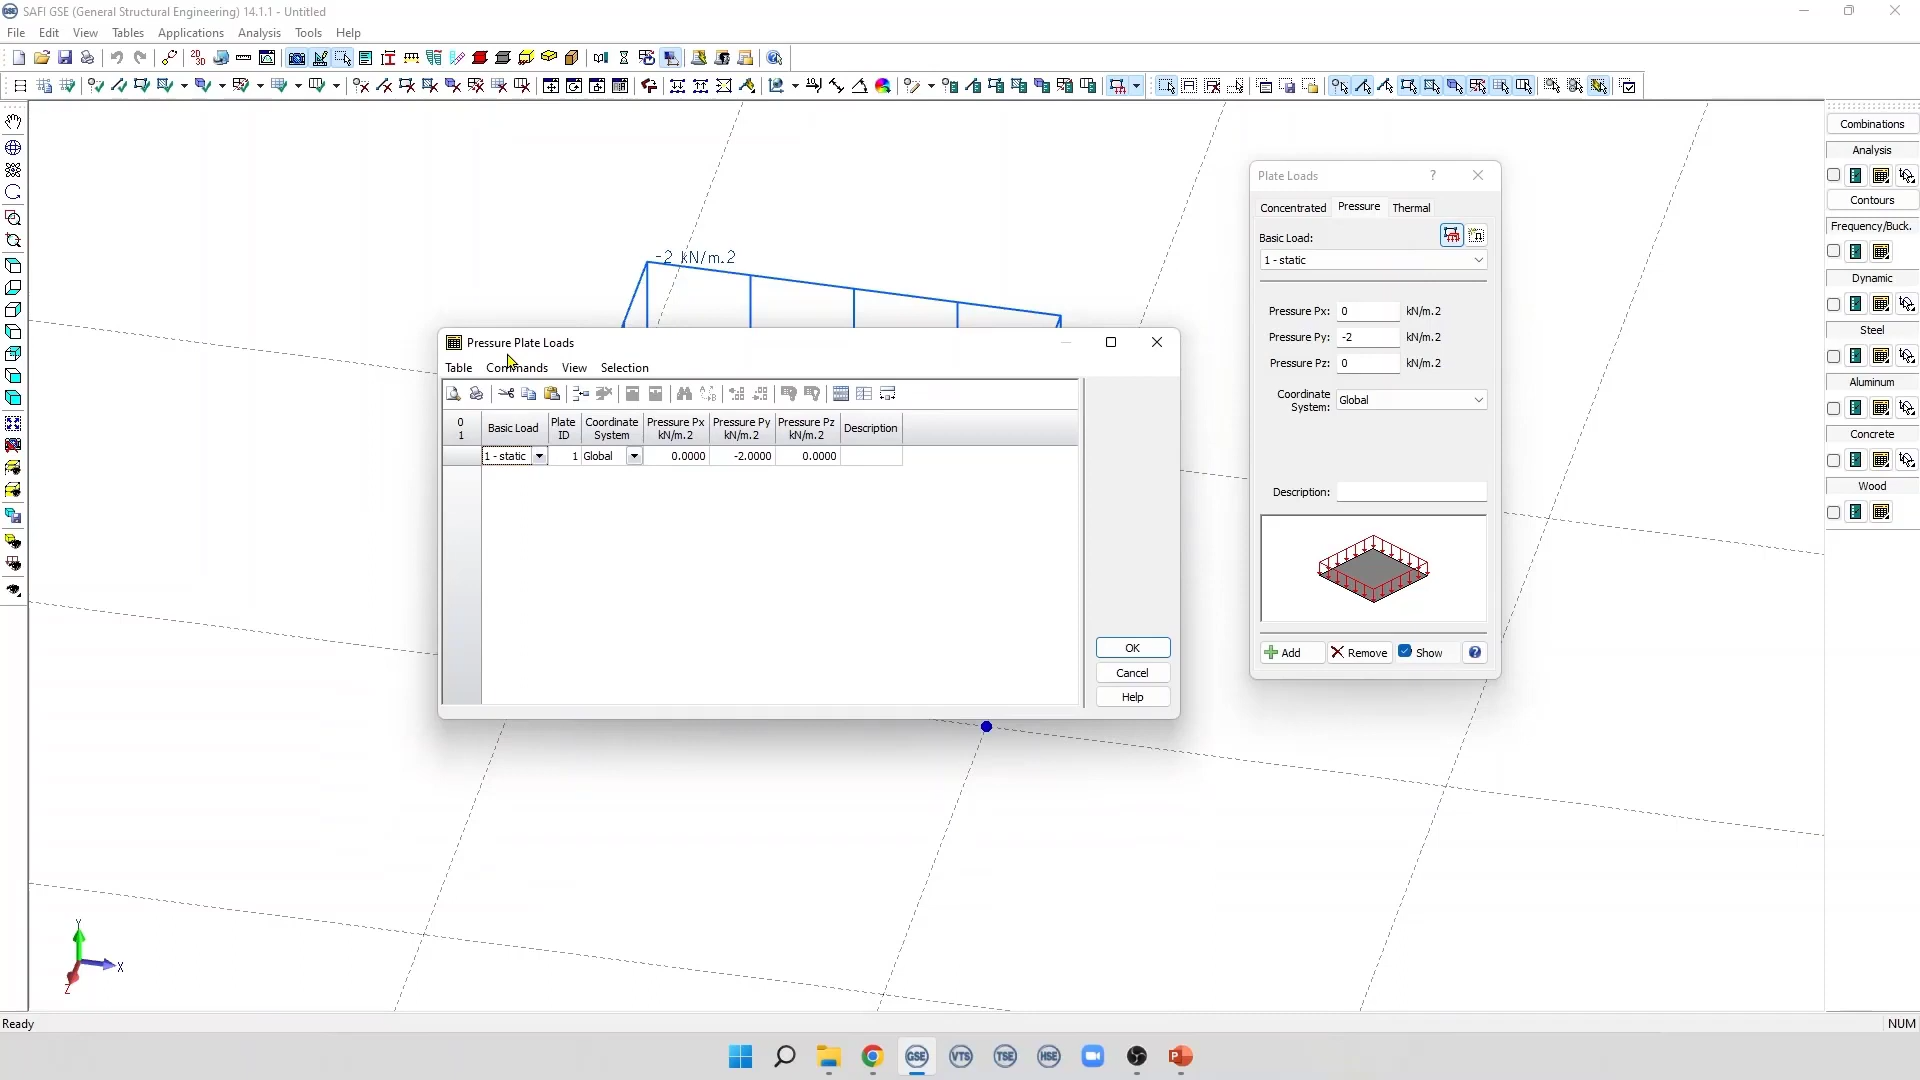 SAFI GSE (General Structural Engineering) 14.1.1 - Untitled
File Edit View Tables Applications Analysis Tools Help
-2 kN/m.2
Pressure Plate Loads
Table Commands View Selection
0
1
Basic Load
Plate
ID
Coordinate
System
Pressure Px
kN/m.2
Pressure Py
kN/m.2
Pressure Pz
kN/m.2
Description
1 - static 1 Global 0.0000 -2.0000 0.0000
OK
Cancel
Help
Plate Loads
Concentrated Pressure Thermal
Basic Load:
1 - static
Pressure Px: 0 kN/m.2
Pressure Py: -2 kN/m.2
Pressure Pz: 0 kN/m.2
Coordinate
System:
Global
Description:
Add Remove Show
Combinations
Analysis
Contours
Frequency/Buck.
Dynamic
Steel
Aluminum
Concrete
Wood
Y
X
Z
Ready NUM
GSE VTS TSE HSE